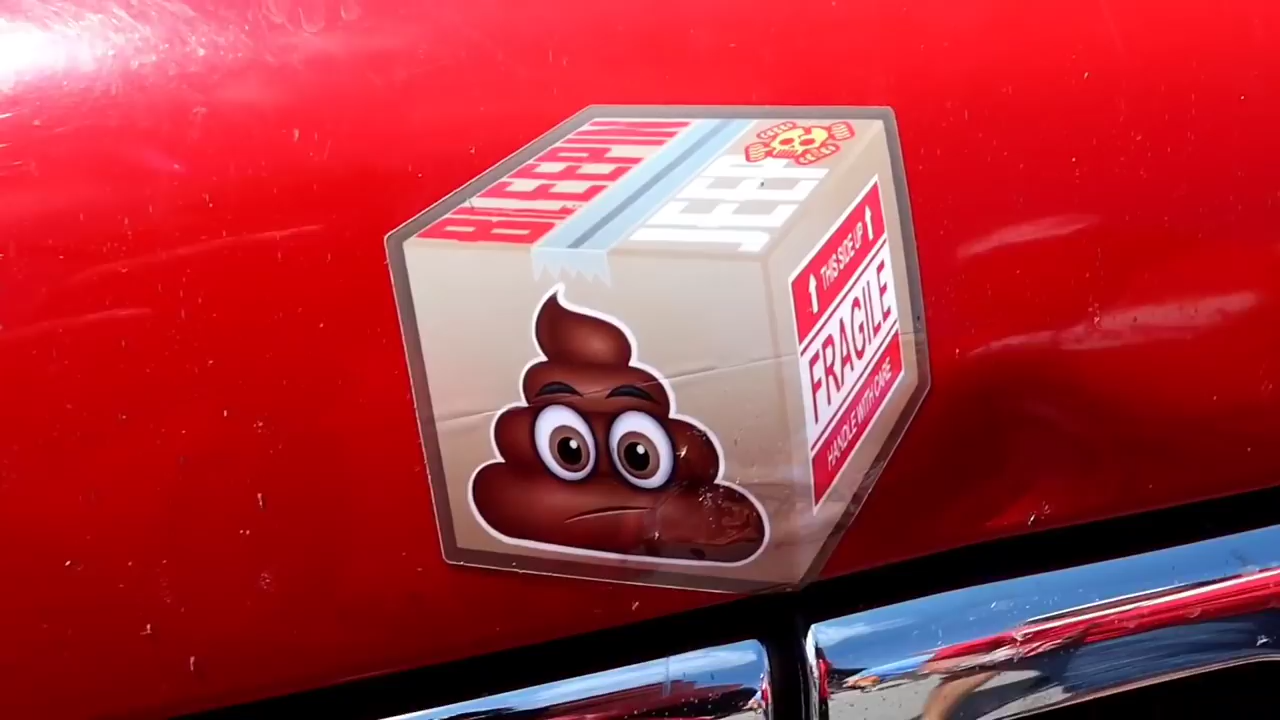 BLEEPIN
JEEP
THIS SIDE UP
FRAGILE
HANDLE WITH CARE